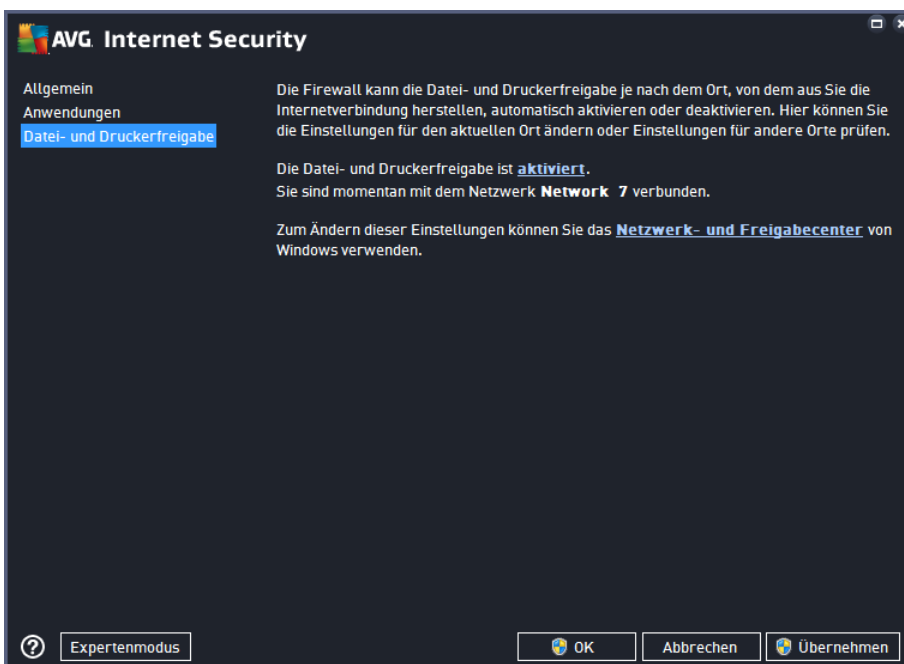 AVG. Internet Security
Allgemein
Anwendungen
Datei- und Druckerfreigabe
Die Firewall kann die Datei- und Druckerfreigabe je nach dem Ort, von dem aus Sie die
Internetverbindung herstellen, automatisch aktivieren oder deaktivieren. Hier können Sie
die Einstellungen für den aktuellen Ort ändern oder Einstellungen für andere Orte prüfen.
Die Datei- und Druckerfreigabe ist aktiviert.
Sie sind momentan mit dem Netzwerk Network 7 verbunden.
Zum Ändern dieser Einstellungen können Sie das Netzwerk- und Freigabecenter von
Windows verwenden.
? Expertenmodus OK Abbrechen Übernehmen